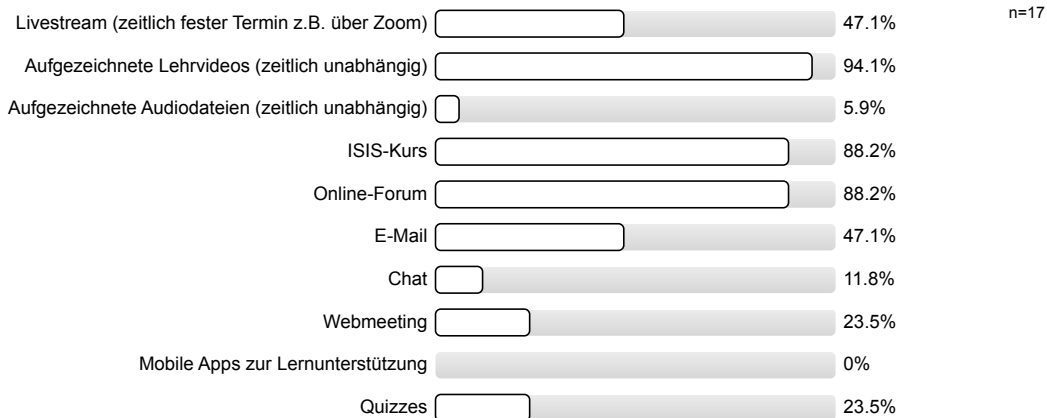 Livestream (zeitlich fester Termin z.B. über Zoom) 47.1% n=17
Aufgezeichnete Lehrvideos (zeitlich unabhängig) 94.1%
Aufgezeichnete Audiodateien (zeitlich unabhängig) 5.9%
ISIS-Kurs 88.2%
Online-Forum 88.2%
E-Mail 47.1%
Chat 11.8%
Webmeeting 23.5%
Mobile Apps zur Lernunterstützung 0%
Quizzes 23.5%